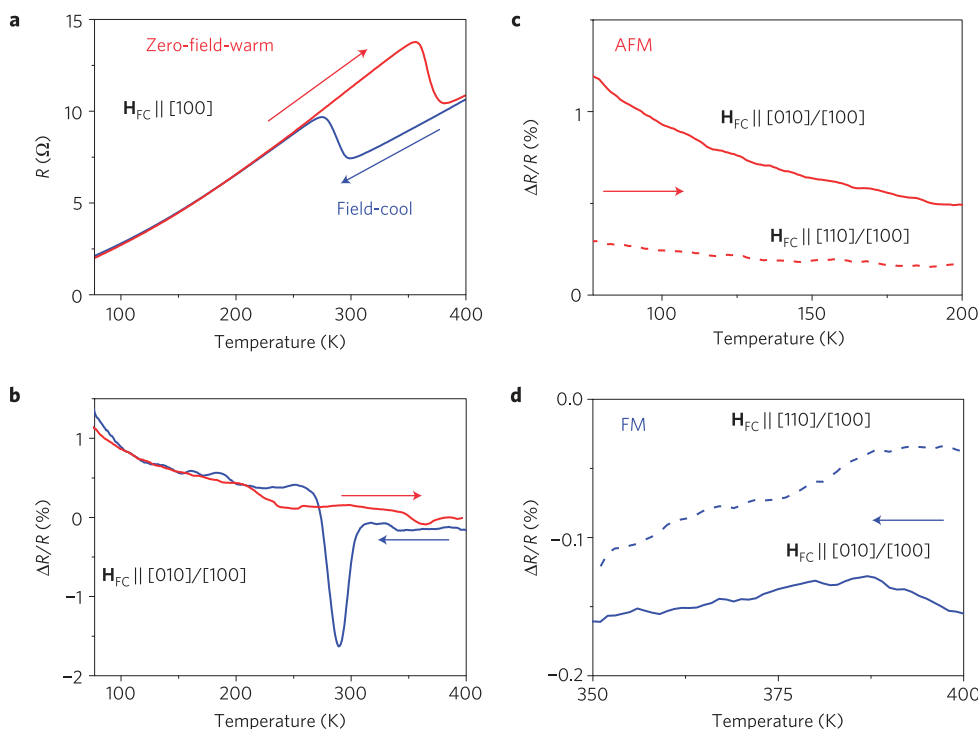 a
Zero-field-warm
H_FC || [100]
Field-cool
R (Ω)
15
10
5
0
100 200 300 400
Temperature (K)
b
H_FC || [010]/[100]
ΔR/R (%)
1
0
−1
−2
100 200 300 400
Temperature (K)
c
AFM
H_FC || [010]/[100]
H_FC || [110]/[100]
ΔR/R (%)
1
0
100 150 200
Temperature (K)
d
FM
H_FC || [110]/[100]
H_FC || [010]/[100]
ΔR/R (%)
0.0
−0.1
−0.2
350 375 400
Temperature (K)